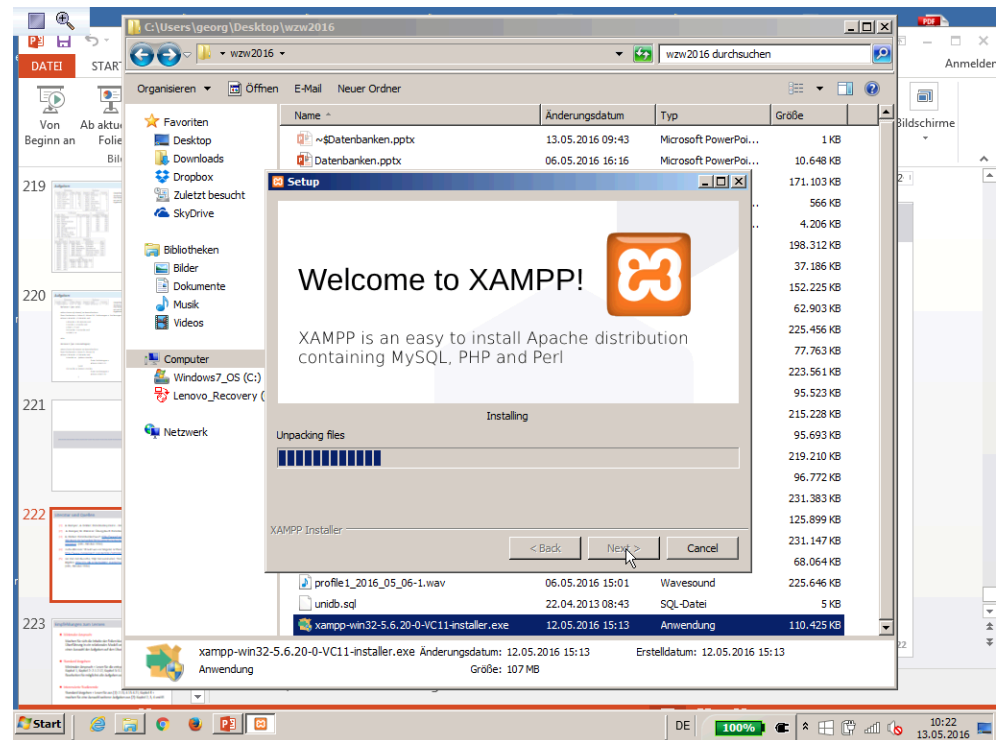 C:\Users\georg\Desktop\wzw2016
PDF
DATEI
STAR
Anmelden
wzw2016
wzw2016 durchsuchen
Organisieren
Öffnen
E-Mail
Neuer Ordner
Von
Beginn an
Ab aktu
Folie
Bil
Bildschirme
Favoriten
Desktop
Downloads
Dropbox
Zuletzt besucht
SkyDrive
Bibliotheken
Bilder
Dokumente
Musik
Videos
Computer
Windows7_OS (C:)
Lenovo_Recovery (
Netzwerk
Name Änderungsdatum Typ Größe
~$Datenbanken.pptx 13.05.2016 09:43 Microsoft PowerPoi... 1 KB
Datenbanken.pptx 06.05.2016 16:16 Microsoft PowerPoi... 10.648 KB
171.103 KB
566 KB
4.206 KB
198.312 KB
37.186 KB
152.225 KB
62.903 KB
225.456 KB
77.763 KB
223.561 KB
95.523 KB
215.228 KB
95.693 KB
219.210 KB
96.772 KB
231.383 KB
125.899 KB
231.147 KB
68.064 KB
profile1_2016_05_06-1.wav 06.05.2016 15:01 Wavesound 225.646 KB
unidb.sql 22.04.2013 08:43 SQL-Datei 5 KB
xampp-win32-5.6.20-0-VC11-installer.exe 12.05.2016 15:13 Anwendung 110.425 KB
Setup
Welcome to XAMPP!
XAMPP is an easy to install Apache distribution
containing MySQL, PHP and Perl
Installing
Unpacking files
XAMPP Installer
< Back
Next >
Cancel
219
220
221
222
223
xampp-win32-5.6.20-0-VC11-installer.exe Änderungsdatum: 12.05.2016 15:13 Erstelldatum: 12.05.2016 15:13
Anwendung Größe: 107 MB
Start
DE
100%
10:22
13.05.2016